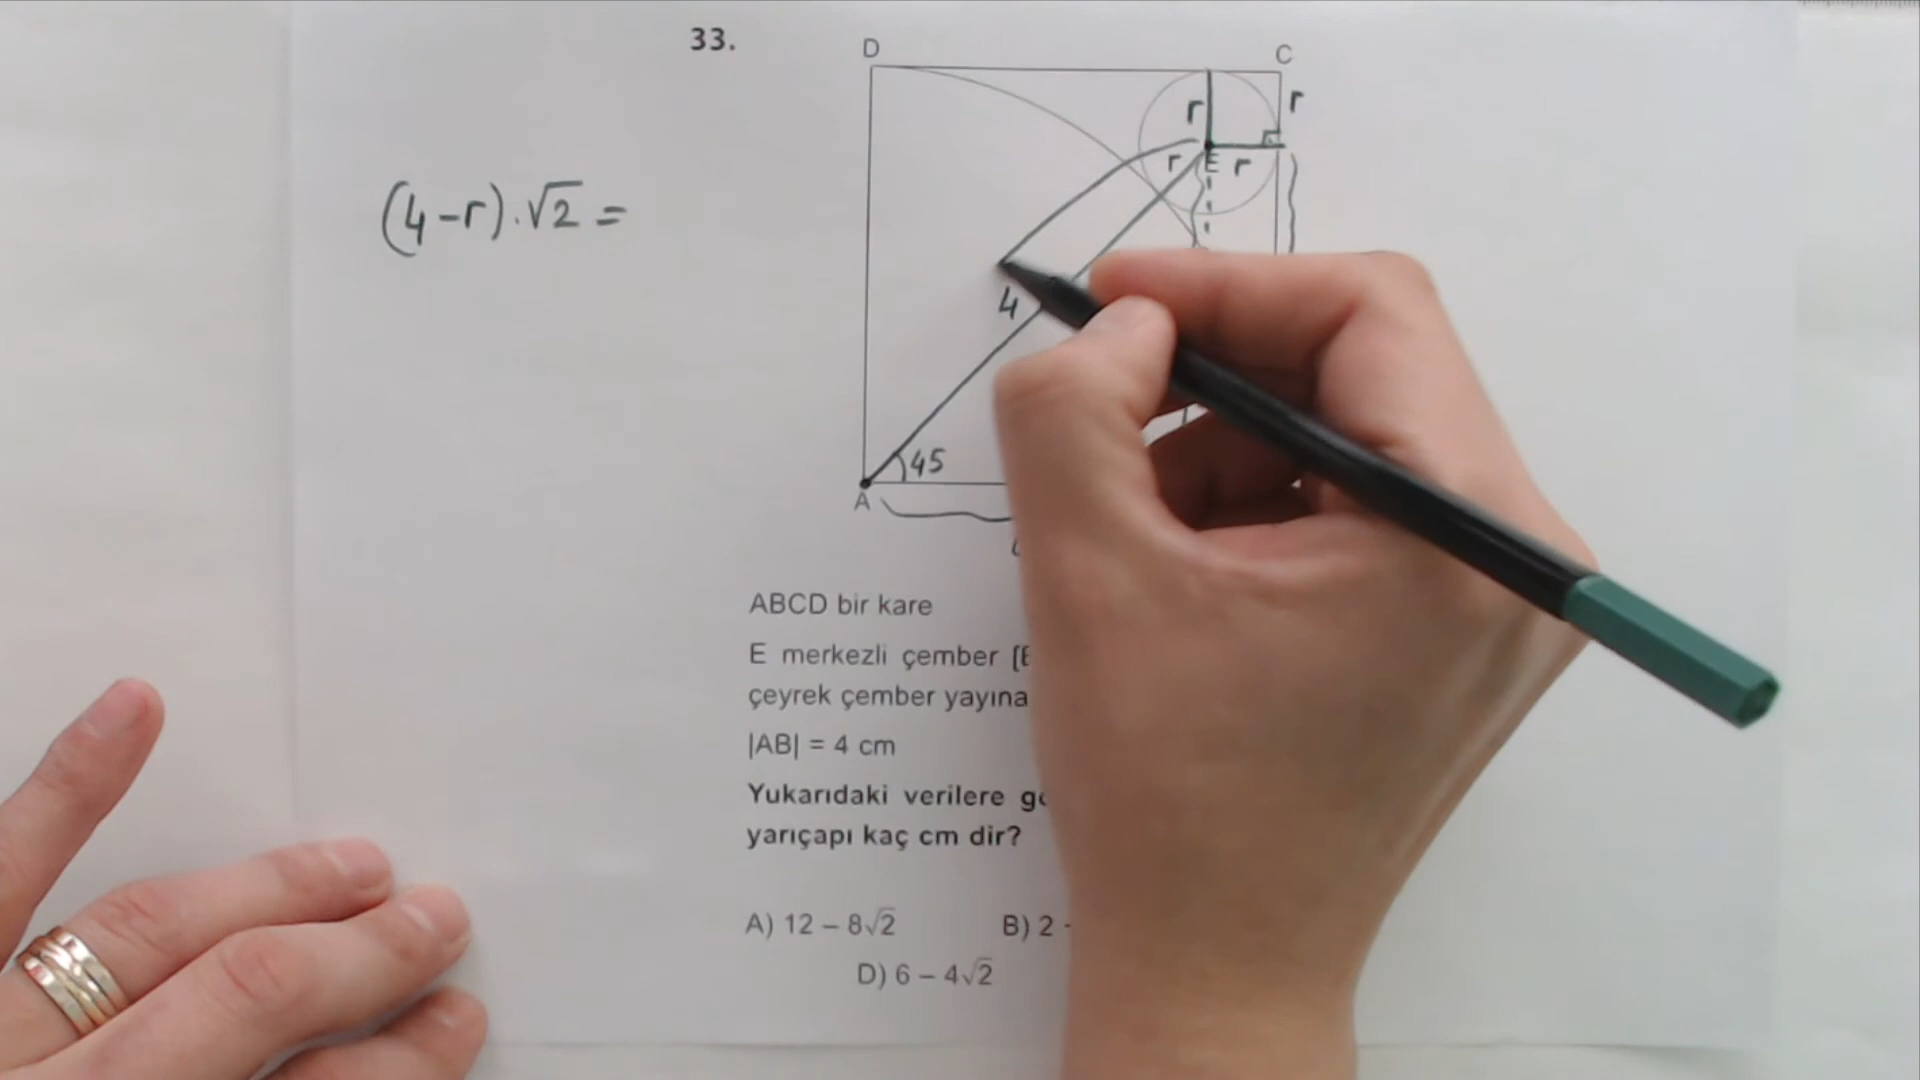 33.
D
C
r
r
r
E
r
(4-r).√2 =
4
45
A
ABCD bir kare
E merkezli çember [E
çeyrek çember yayına
|AB| = 4 cm
Yukarıdaki verilere
yarıçapı kaç cm dir?
A) 12 – 8√2 B) 2
D) 6 – 4√2